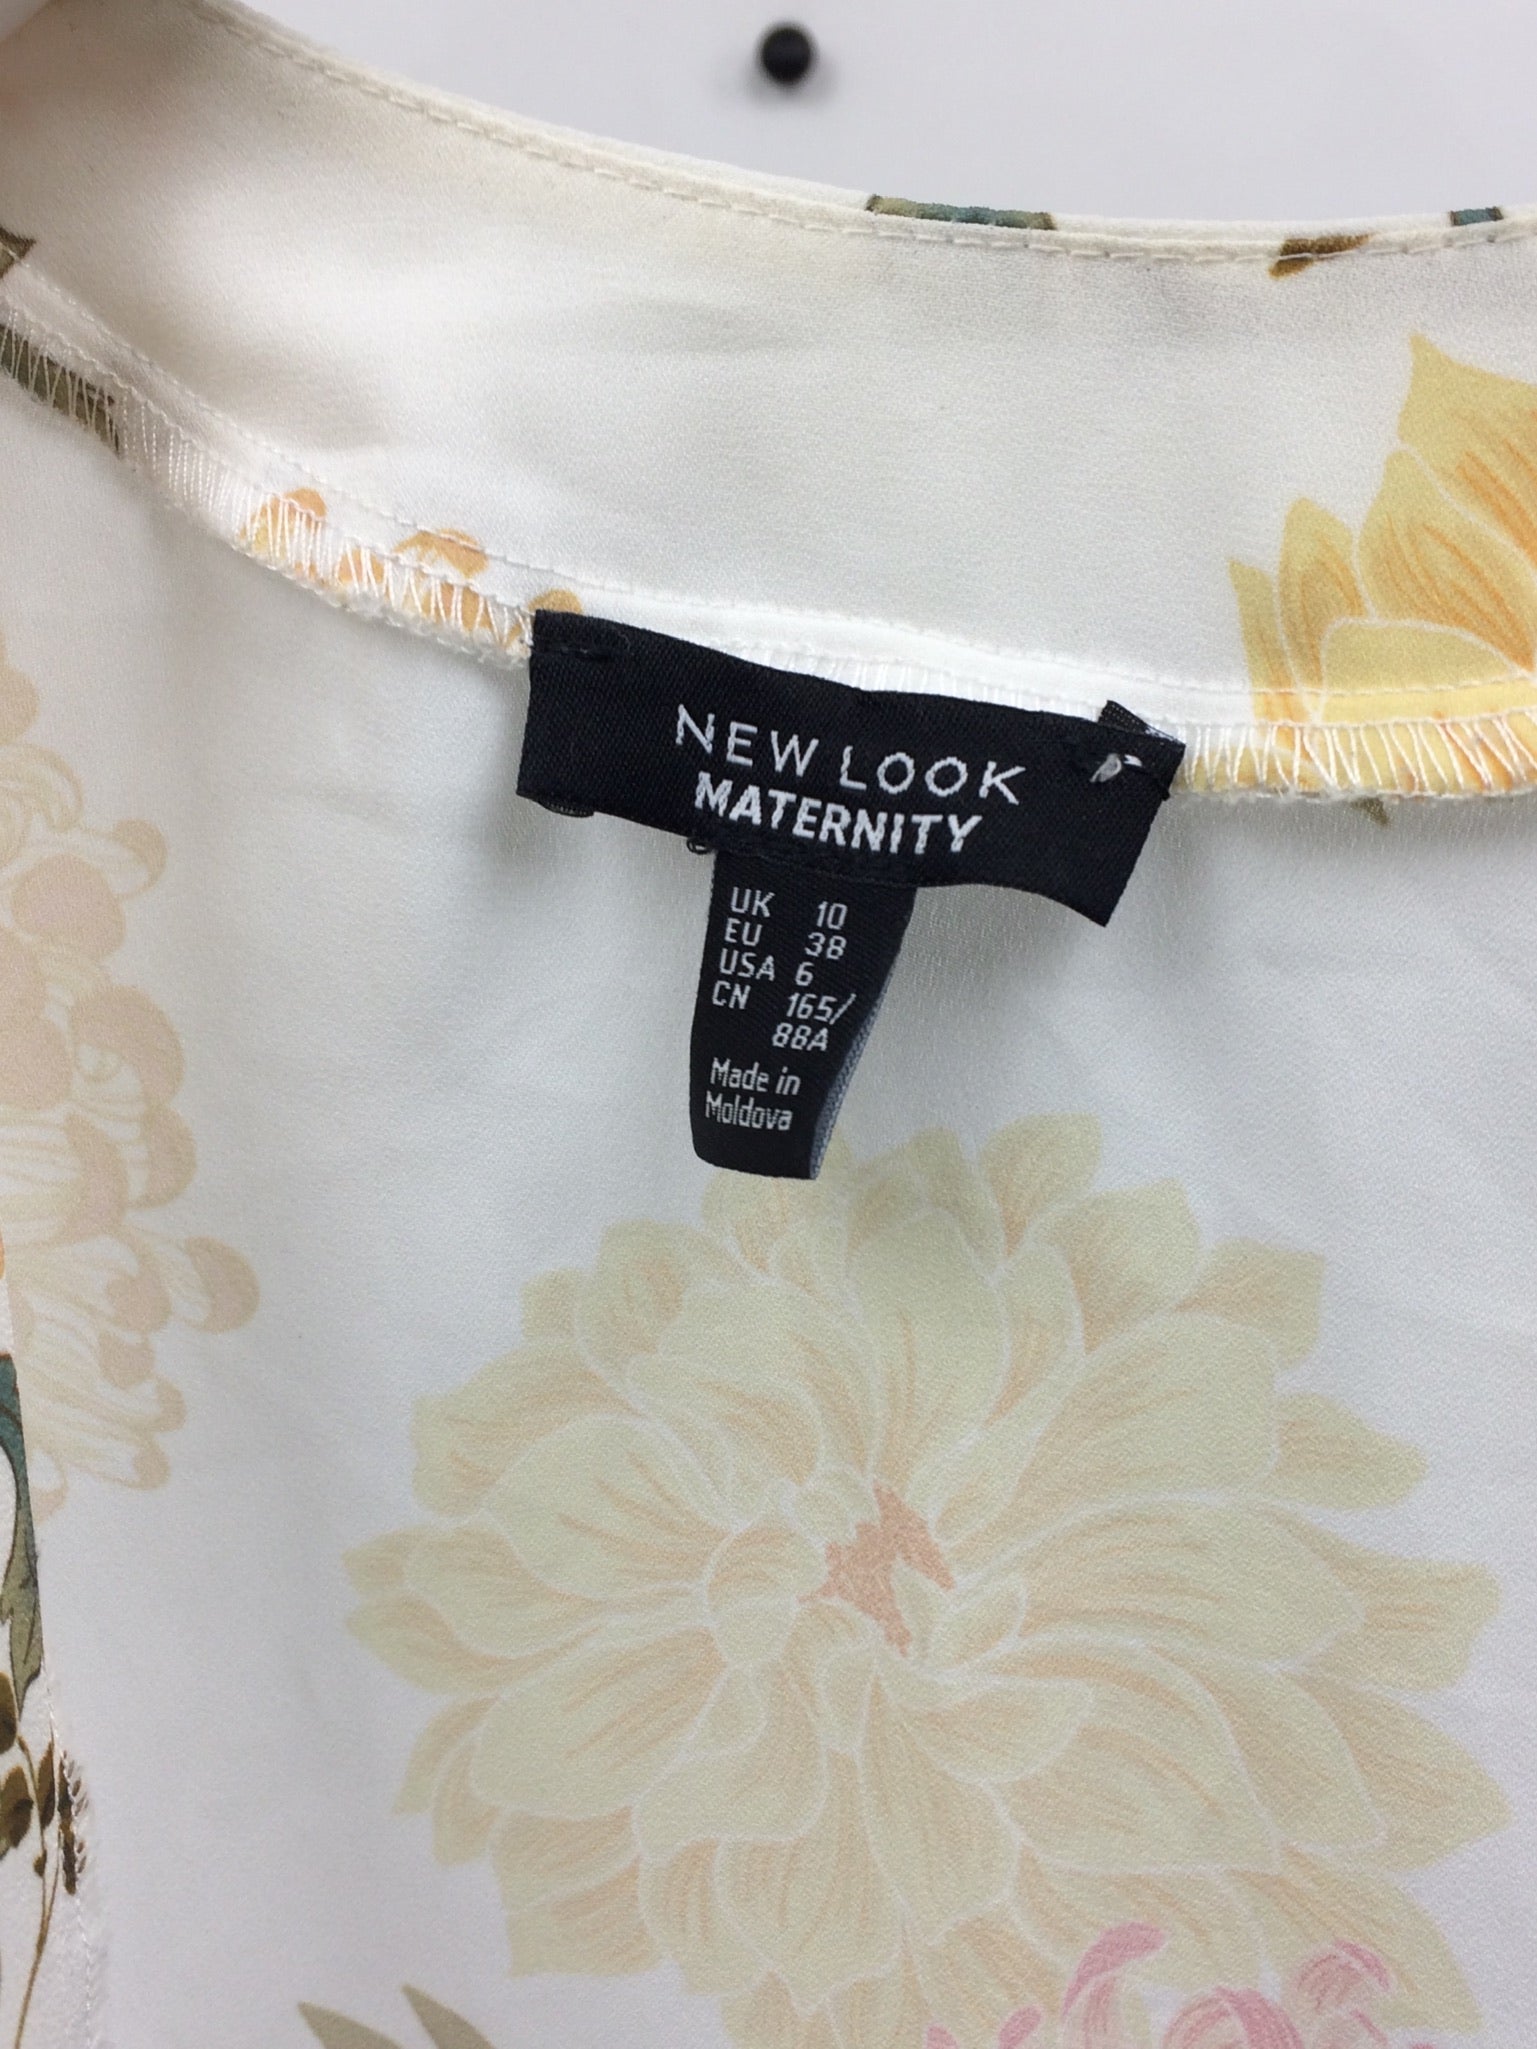 NEW LOOK
MATERNITY
UK 10
EU 38
USA 6
CN 165/
88A
Made in
Moldova